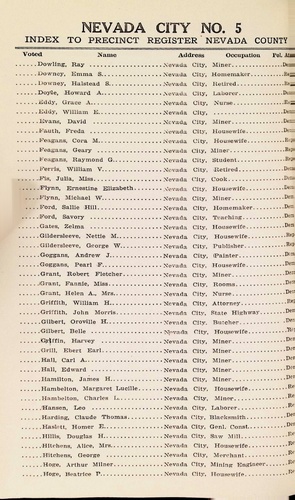 NEVADA CITY NO. 5
INDEX TO PRECINCT REGISTER NEVADA COUNTY
Voted Name Address Occupation Pol.
Dowling, Ray Nevada City, Miner
Downey, Emma S. Nevada City, Homemaker
Downey, Halstead S. Nevada City, Retired
Doyle, Howard A. Nevada City, Laborer
Eddy, Grace A. Nevada City, Nurse
Eddy, William E. Nevada City,
Evans, David Nevada City, Miner
Fauth, Freda Nevada City, Housewife
Feagans, Cora M. Nevada City, Housewife
Feagans, Geary Nevada City, Miner
Feagans, Raymond G. Nevada City, Student
Ferris, William V. Nevada City, Retired
Julia, Miss Nevada City, Cook
Flynn, Ernestine Elizabeth Nevada City, Housewife
Flynn, Michael W. Nevada City, Miner
Ford, Sallie Hill Nevada City, Homemaker
Ford, Savory Nevada City, Teaching
Gates, Zelma Nevada City, Housewife
Gildersleeve, Nettie M. Nevada City, Housewife
Gildersleeve, George W. Nevada City, Publisher
Goggans, Andrew J. Nevada City, Painter
Goggans, Pearl F. Nevada City, Housewife
Grant, Robert Fletcher Nevada City, Miner
Grant, Fannie, Miss Nevada City, Rooms
Grant, Helen A., Mrs. Nevada City, Nurse
Griffith, William H. Nevada City, Attorney
Griffith, John Morris Nevada City, State Highway
Gilbert, Oroville H. Nevada City, Butcher
Gilbert, Belle Nevada City, Housewife
Griffin, Harvey Nevada City, Miner
Grill, Ebert Earl Nevada City, Miner
Hall, Carl A. Nevada City, Miner
Hall, Edward Nevada City, Miner
Hamilton, James H. Nevada City, Miner
Hambelton, Margaret Lucille Nevada City, Housewife
Hambelton, Charles L. Nevada City, Miner
Hansen, Leo Nevada City, Laborer
Harding, Claude Thomas Nevada City, Blacksmith
Haslett, Homer E. Nevada City, Genl. Const.
Hillis, Douglas H. Nevada City, Saw Mill
Hitchens, Alice, Mrs. Nevada City, Housewife
Hitchens, George Nevada City, Merchant
Hoge, Arthur Milner Nevada City, Mining Engineer
Hoge, Beatrice P. Nevada City, Housewife